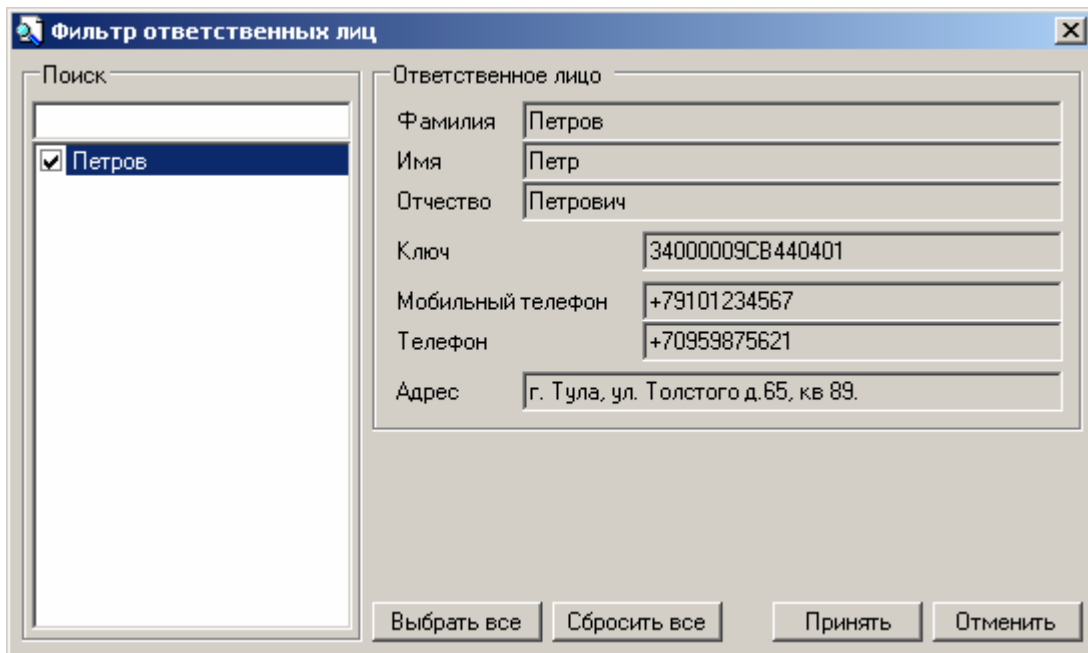 Фильтр ответственных лиц
Поиск
Петров
Ответственное лицо
Фамилия Петров
Имя Петр
Отчество Петрович
Ключ 34000009CB440401
Мобильный телефон +79101234567
Телефон +70959875621
Адрес г. Тула, ул. Толстого д.65, кв 89.
Выбрать все Сбросить все Принять Отменить